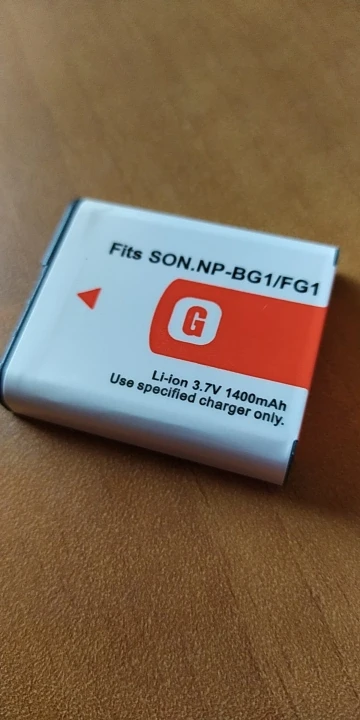 Fits SON.NP-BG1/FG1
G
Li-ion 3.7V 1400mAh
Use specified charger only.